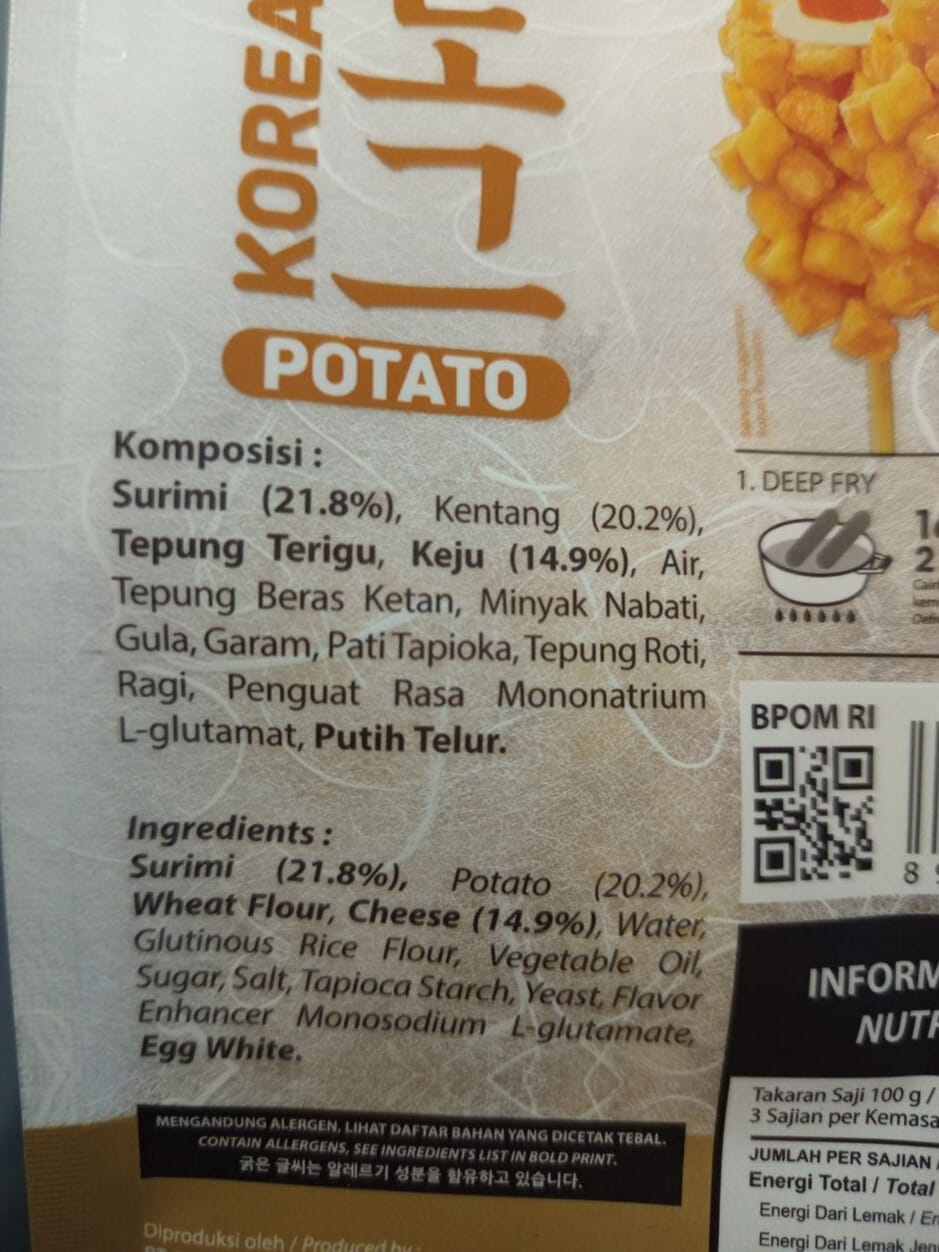 KOREA
POTATO
Komposisi :
Surimi (21.8%), Kentang (20.2%),
Tepung Terigu, Keju (14.9%), Air,
Tepung Beras Ketan, Minyak Nabati,
Gula, Garam, Pati Tapioka, Tepung Roti,
Ragi, Penguat Rasa Mononatrium
L-glutamat, Putih Telur.
Ingredients :
Surimi (21.8%), Potato (20.2%),
Wheat Flour, Cheese (14.9%), Water,
Glutinous Rice Flour, Vegetable Oil,
Sugar, Salt, Tapioca Starch, Yeast, Flavor
Enhancer Monosodium L-glutamate,
Egg White.
MENGANDUNG ALERGEN, LIHAT DAFTAR BAHAN YANG DICETAK TEBAL.
CONTAIN ALLERGENS, SEE INGREDIENTS LIST IN BOLD PRINT.
굵은 글씨는 알레르기 성분을 함유하고 있습니다.
Diproduksi oleh / Produced by :
1. DEEP FRY
BPOM RI
8
INFORM
NUTR
Takaran Saji 100 g /
3 Sajian per Kemasa
JUMLAH PER SAJIAN
Energi Total / Total
Energi Dari Lemak / En
Energi Dari Lemak Jen